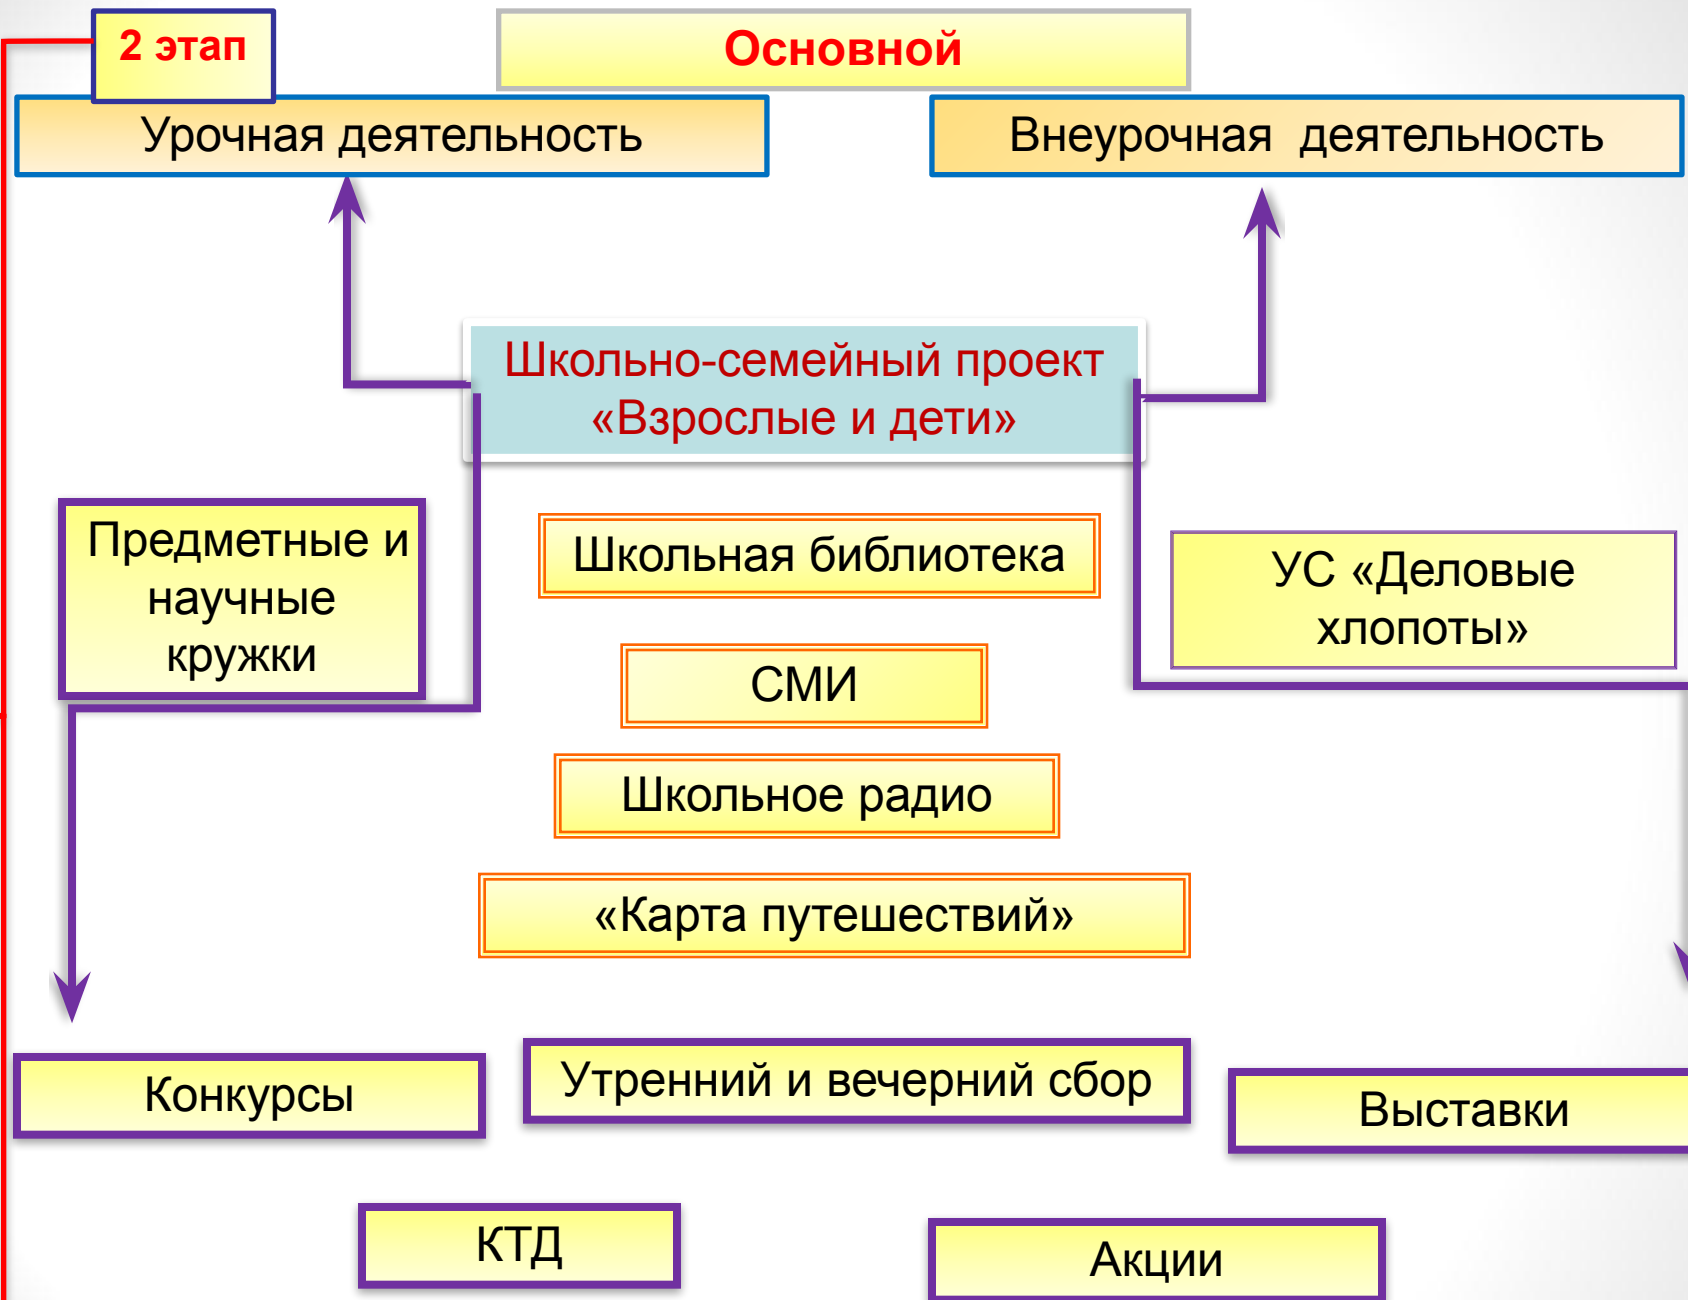 2 этап
Основной
Урочная деятельность
Внеурочная деятельность
Школьно-семейный проект
«Взрослые и дети»
Предметные и
научные
кружки
Школьная библиотека
УС «Деловые
хлопоты»
СМИ
Школьное радио
«Карта путешествий»
Конкурсы
Утренний и вечерний сбор
Выставки
КТД
Акции